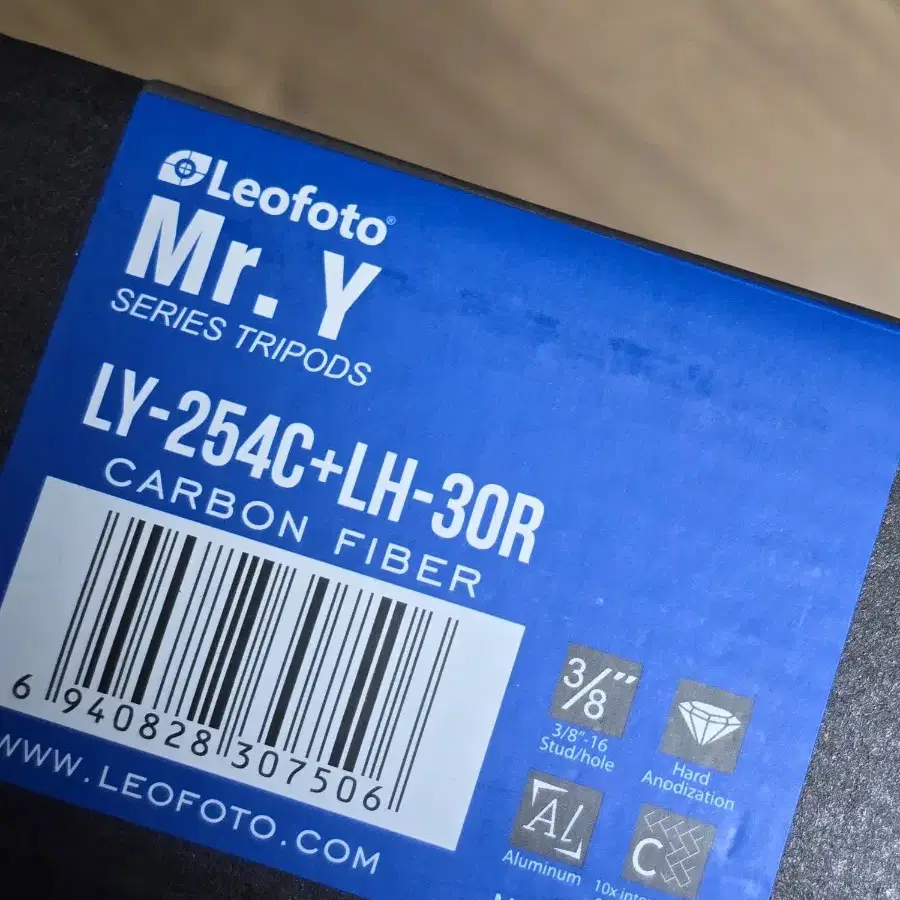 Leofoto®
Mr. Y
SERIES TRIPODS
LY-254C+LH-30R
CARBON FIBER
6 940828 307506
WWW.LEOFOTO.COM
3/8"
3/8"-16
Stud/hole
Hard
Anodization
Al
Aluminum
C
10x